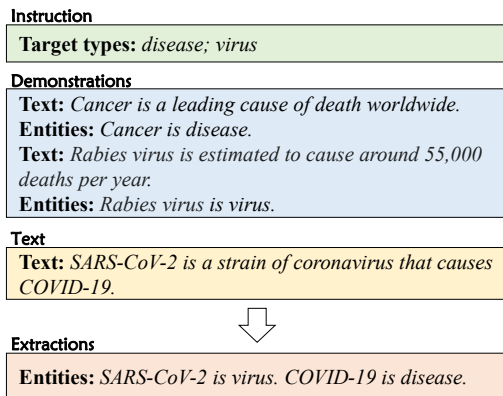 Instruction
Target types: disease; virus
Demonstrations
Text: Cancer is a leading cause of death worldwide.
Entities: Cancer is disease.
Text: Rabies virus is estimated to cause around 55,000
deaths per year.
Entities: Rabies virus is virus.
Text
Text: SARS-CoV-2 is a strain of coronavirus that causes
COVID-19.
Extractions
Entities: SARS-CoV-2 is virus. COVID-19 is disease.